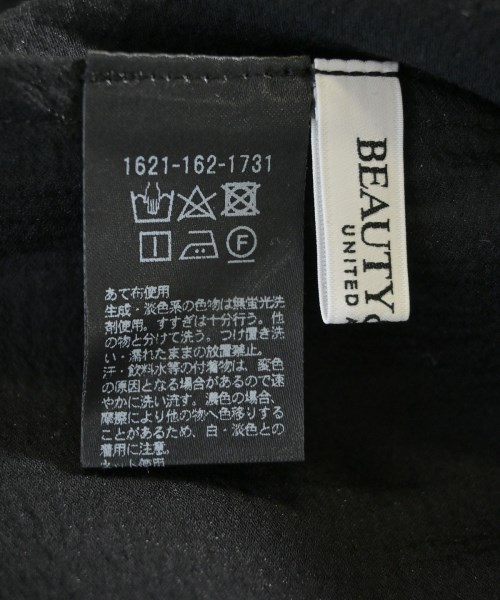 1621-162-1731
F
あて布使用
生成・淡色系の色物は無蛍光洗
剤使用。すすぎは十分行う。他
の物と分けて洗う。つけ置き洗
い・濡れたままの放置禁止。
汗・飲料水等の付着物は、変色
の原因となる場合があるので速
やかに洗い流す。濃色の場合、
摩擦により他の物へ色移りする
ことがあるため、白・淡色との
着用に注意。
ネット使用
BEAUTY
UNITED